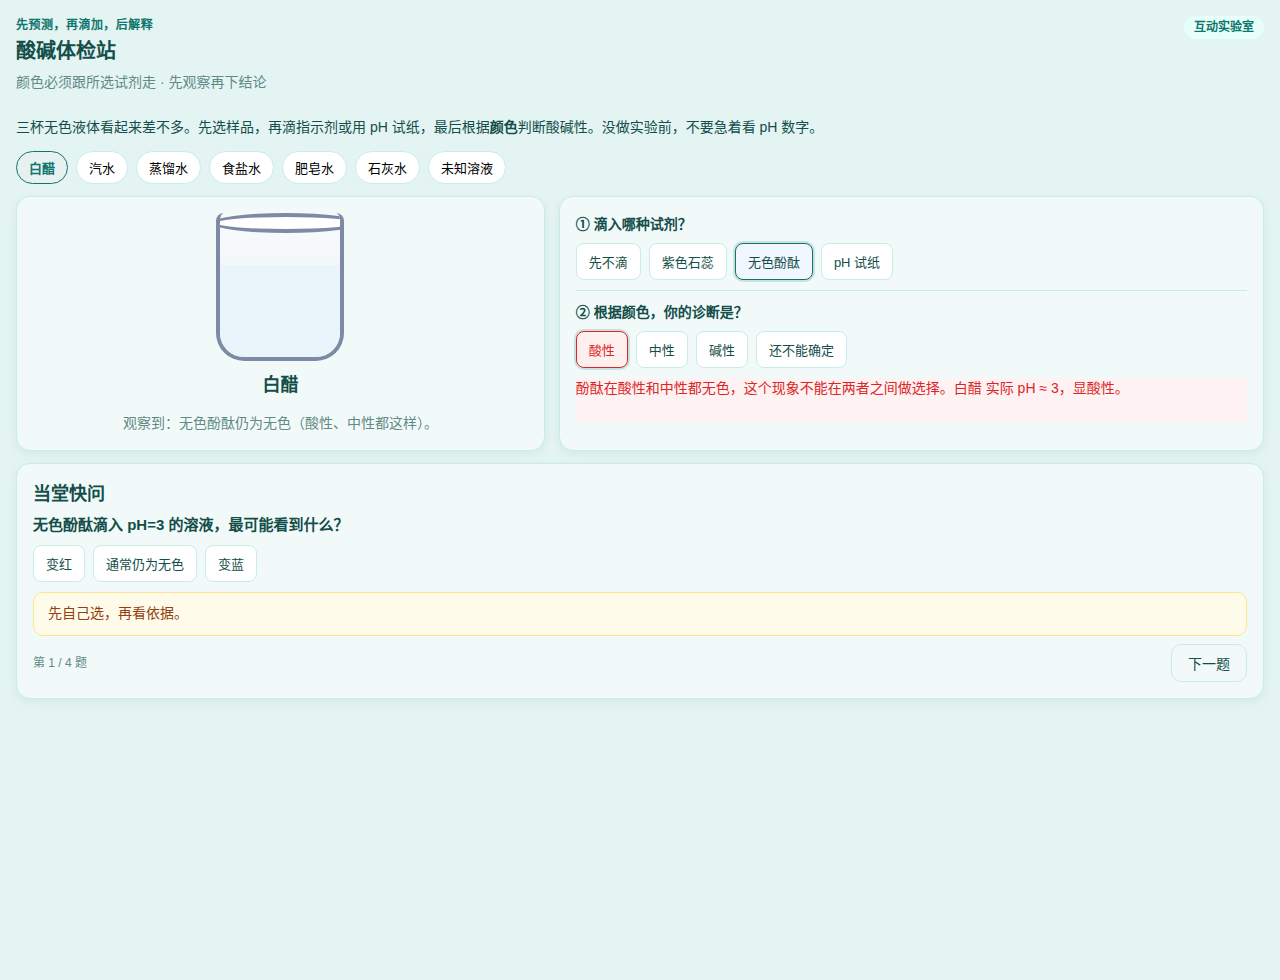 先预测，再滴加，后解释
互动实验室
酸碱体检站
颜色必须跟所选试剂走 · 先观察再下结论
三杯无色液体看起来差不多。先选样品，再滴指示剂或用 pH 试纸，最后根据颜色判断酸碱性。没做实验前，不要急着看 pH 数字。
白醋 汽水 蒸馏水 食盐水 肥皂水 石灰水 未知溶液
白醋
观察到：无色酚酞仍为无色（酸性、中性都这样）。
① 滴入哪种试剂？
先不滴 紫色石蕊 无色酚酞 pH 试纸
② 根据颜色，你的诊断是？
酸性 中性 碱性 还不能确定
酚酞在酸性和中性都无色，这个现象不能在两者之间做选择。白醋 实际 pH ≈ 3，显酸性。
当堂快问
无色酚酞滴入 pH=3 的溶液，最可能看到什么？
变红 通常仍为无色 变蓝
先自己选，再看依据。
第 1 / 4 题
下一题